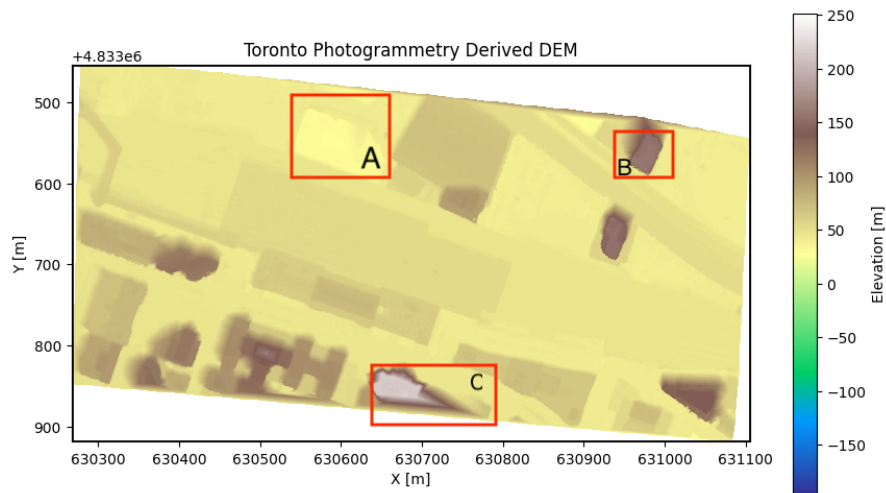 Toronto Photogrammetry Derived DEM
+4.833e6
500
600
700
800
900
Y [m]
A
B
C
630300 630400 630500 630600 630700 630800 630900 631000 631100
X [m]
250
200
150
100
50
0
−50
−100
−150
Elevation [m]